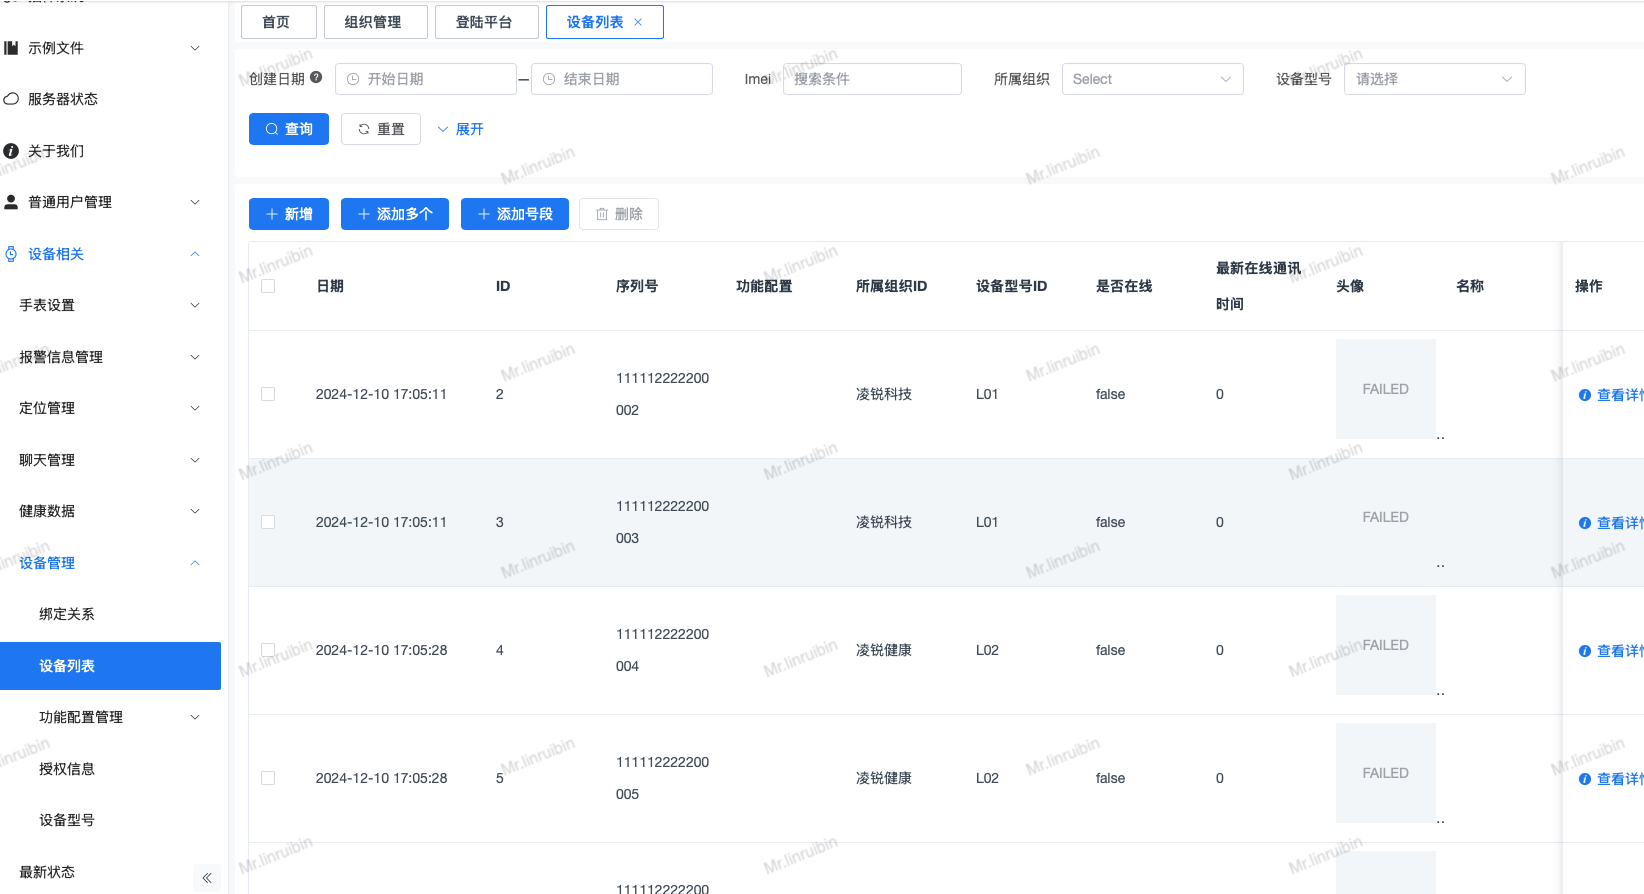 首页
组织管理
登陆平台
设备列表
示例文件
服务器状态
关于我们
普通用户管理
设备相关
手表设置
报警信息管理
定位管理
聊天管理
健康数据
设备管理
绑定关系
设备列表
功能配置管理
授权信息
设备型号
最新状态
创建日期 开始日期 — 结束日期
Imei 搜索条件
所属组织 Select
设备型号 请选择
查询 重置 展开
新增 添加多个 添加号段 删除
日期 ID 序列号 功能配置 所属组织ID 设备型号ID 是否在线 最新在线通讯时间 头像 名称 操作
2024-12-10 17:05:11 2 111112222200002 凌锐科技 L01 false 0 FAILED .. 查看详
2024-12-10 17:05:11 3 111112222200003 凌锐科技 L01 false 0 FAILED .. 查看详
2024-12-10 17:05:28 4 111112222200004 凌锐健康 L02 false 0 FAILED .. 查看详
2024-12-10 17:05:28 5 111112222200005 凌锐健康 L02 false 0 FAILED .. 查看详
111112222200
Mr.linruibin